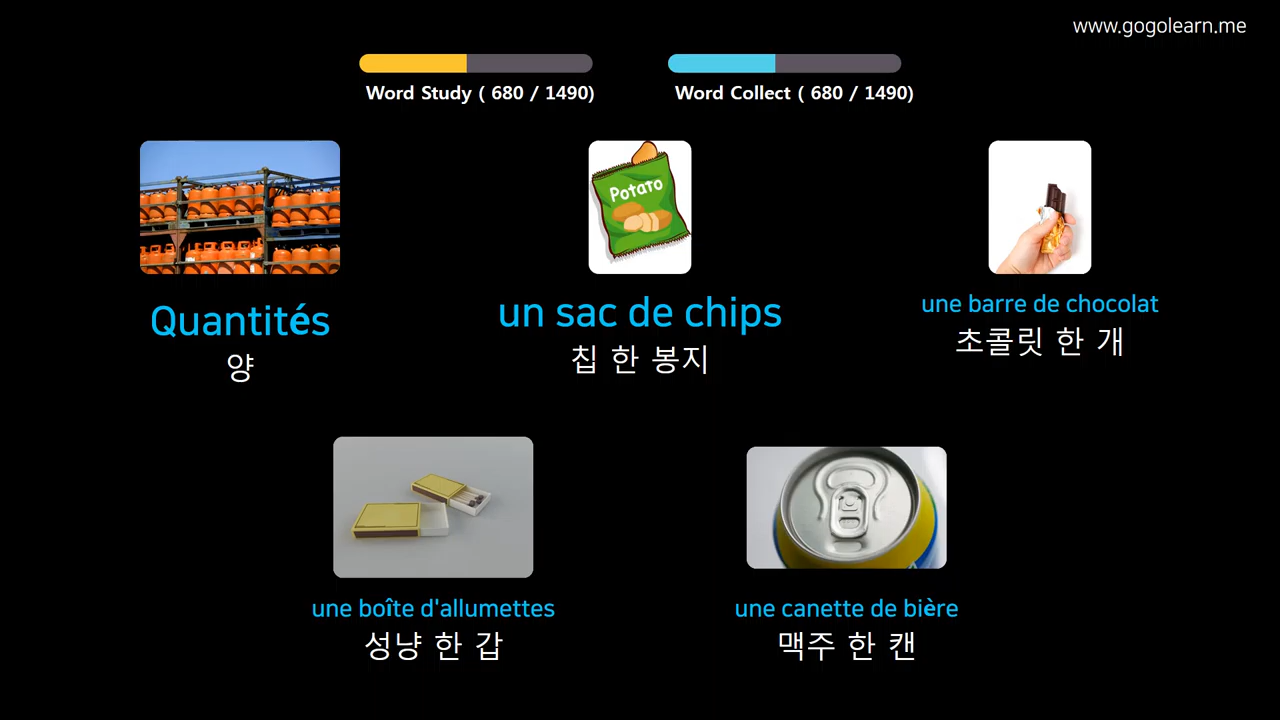 www.gogolearn.me
Word Study ( 680 / 1490)
Word Collect ( 680 / 1490)
Potato
Quantités
양
un sac de chips
칩 한 봉지
une barre de chocolat
초콜릿 한 개
une boîte d'allumettes
성냥 한 갑
une canette de bière
맥주 한 캔